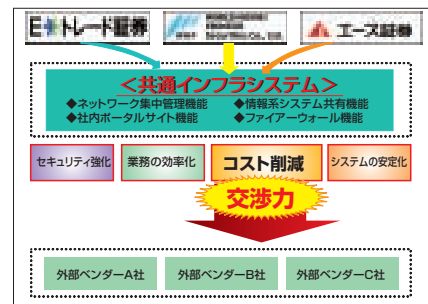 E*トレード証券
エース証券
＜共通インフラシステム＞
◆ネットワーク集中管理機能 ◆情報系システム共有機能
◆社内ポータルサイト機能 ◆ファイアーウォール機能
セキュリティ強化 業務の効率化 コスト削減 システムの安定化
交渉力
外部ベンダーA社 外部ベンダーB社 外部ベンダーC社